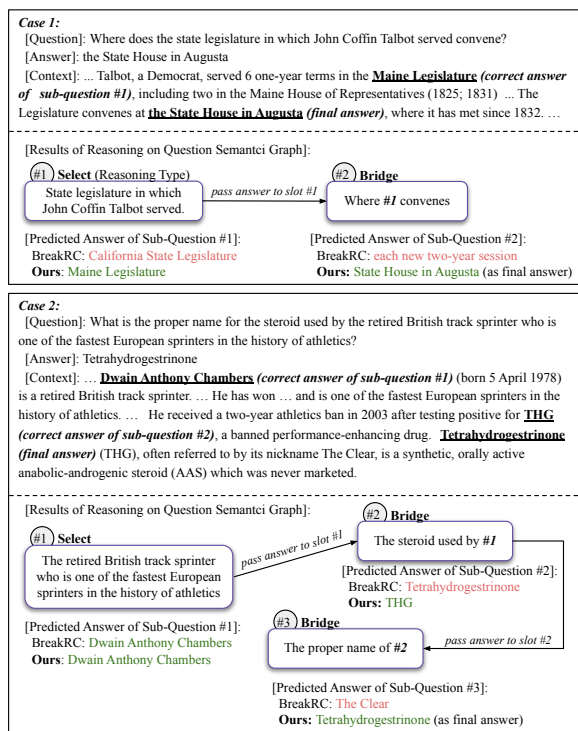 Case 1:
[Question]: Where does the state legislature in which John Coffin Talbot served convene?
[Answer]: the State House in Augusta
[Context]: ... Talbot, a Democrat, served 6 one-year terms in the Maine Legislature (correct answer
of sub-question #1), including two in the Maine House of Representatives (1825; 1831) ... The
Legislature convenes at the State House in Augusta (final answer), where it has met since 1832. ...
[Results of Reasoning on Question Semantci Graph]:
#1 Select (Reasoning Type)
State legislature in which
John Coffin Talbot served.
pass answer to slot #1
#2 Bridge
Where #1 convenes
[Predicted Answer of Sub-Question #1]:
BreakRC: California State Legislature
Ours: Maine Legislature
[Predicted Answer of Sub-Question #2]:
BreakRC: each new two-year session
Ours: State House in Augusta (as final answer)
Case 2:
[Question]: What is the proper name for the steroid used by the retired British track sprinter who is
one of the fastest European sprinters in the history of athletics?
[Answer]: Tetrahydrogestrinone
[Context]: ... Dwain Anthony Chambers (correct answer of sub-question #1) (born 5 April 1978)
is a retired British track sprinter. ... He has won ... and is one of the fastest European sprinters in the
history of athletics. ... He received a two-year athletics ban in 2003 after testing positive for THG
(correct answer of sub-question #2), a banned performance-enhancing drug. Tetrahydrogestrinone
(final answer) (THG), often referred to by its nickname The Clear, is a synthetic, orally active
anabolic-androgenic steroid (AAS) which was never marketed.
[Results of Reasoning on Question Semantci Graph]:
#1 Select
The retired British track sprinter
who is one of the fastest European
sprinters in the history of athletics
pass answer to slot #1
#2 Bridge
The steroid used by #1
[Predicted Answer of Sub-Question #2]:
BreakRC: Tetrahydrogestrinone
Ours: THG
[Predicted Answer of Sub-Question #1]:
BreakRC: Dwain Anthony Chambers
Ours: Dwain Anthony Chambers
#3 Bridge
The proper name of #2
pass answer to slot #2
[Predicted Answer of Sub-Question #3]:
BreakRC: The Clear
Ours: Tetrahydrogestrinone (as final answer)